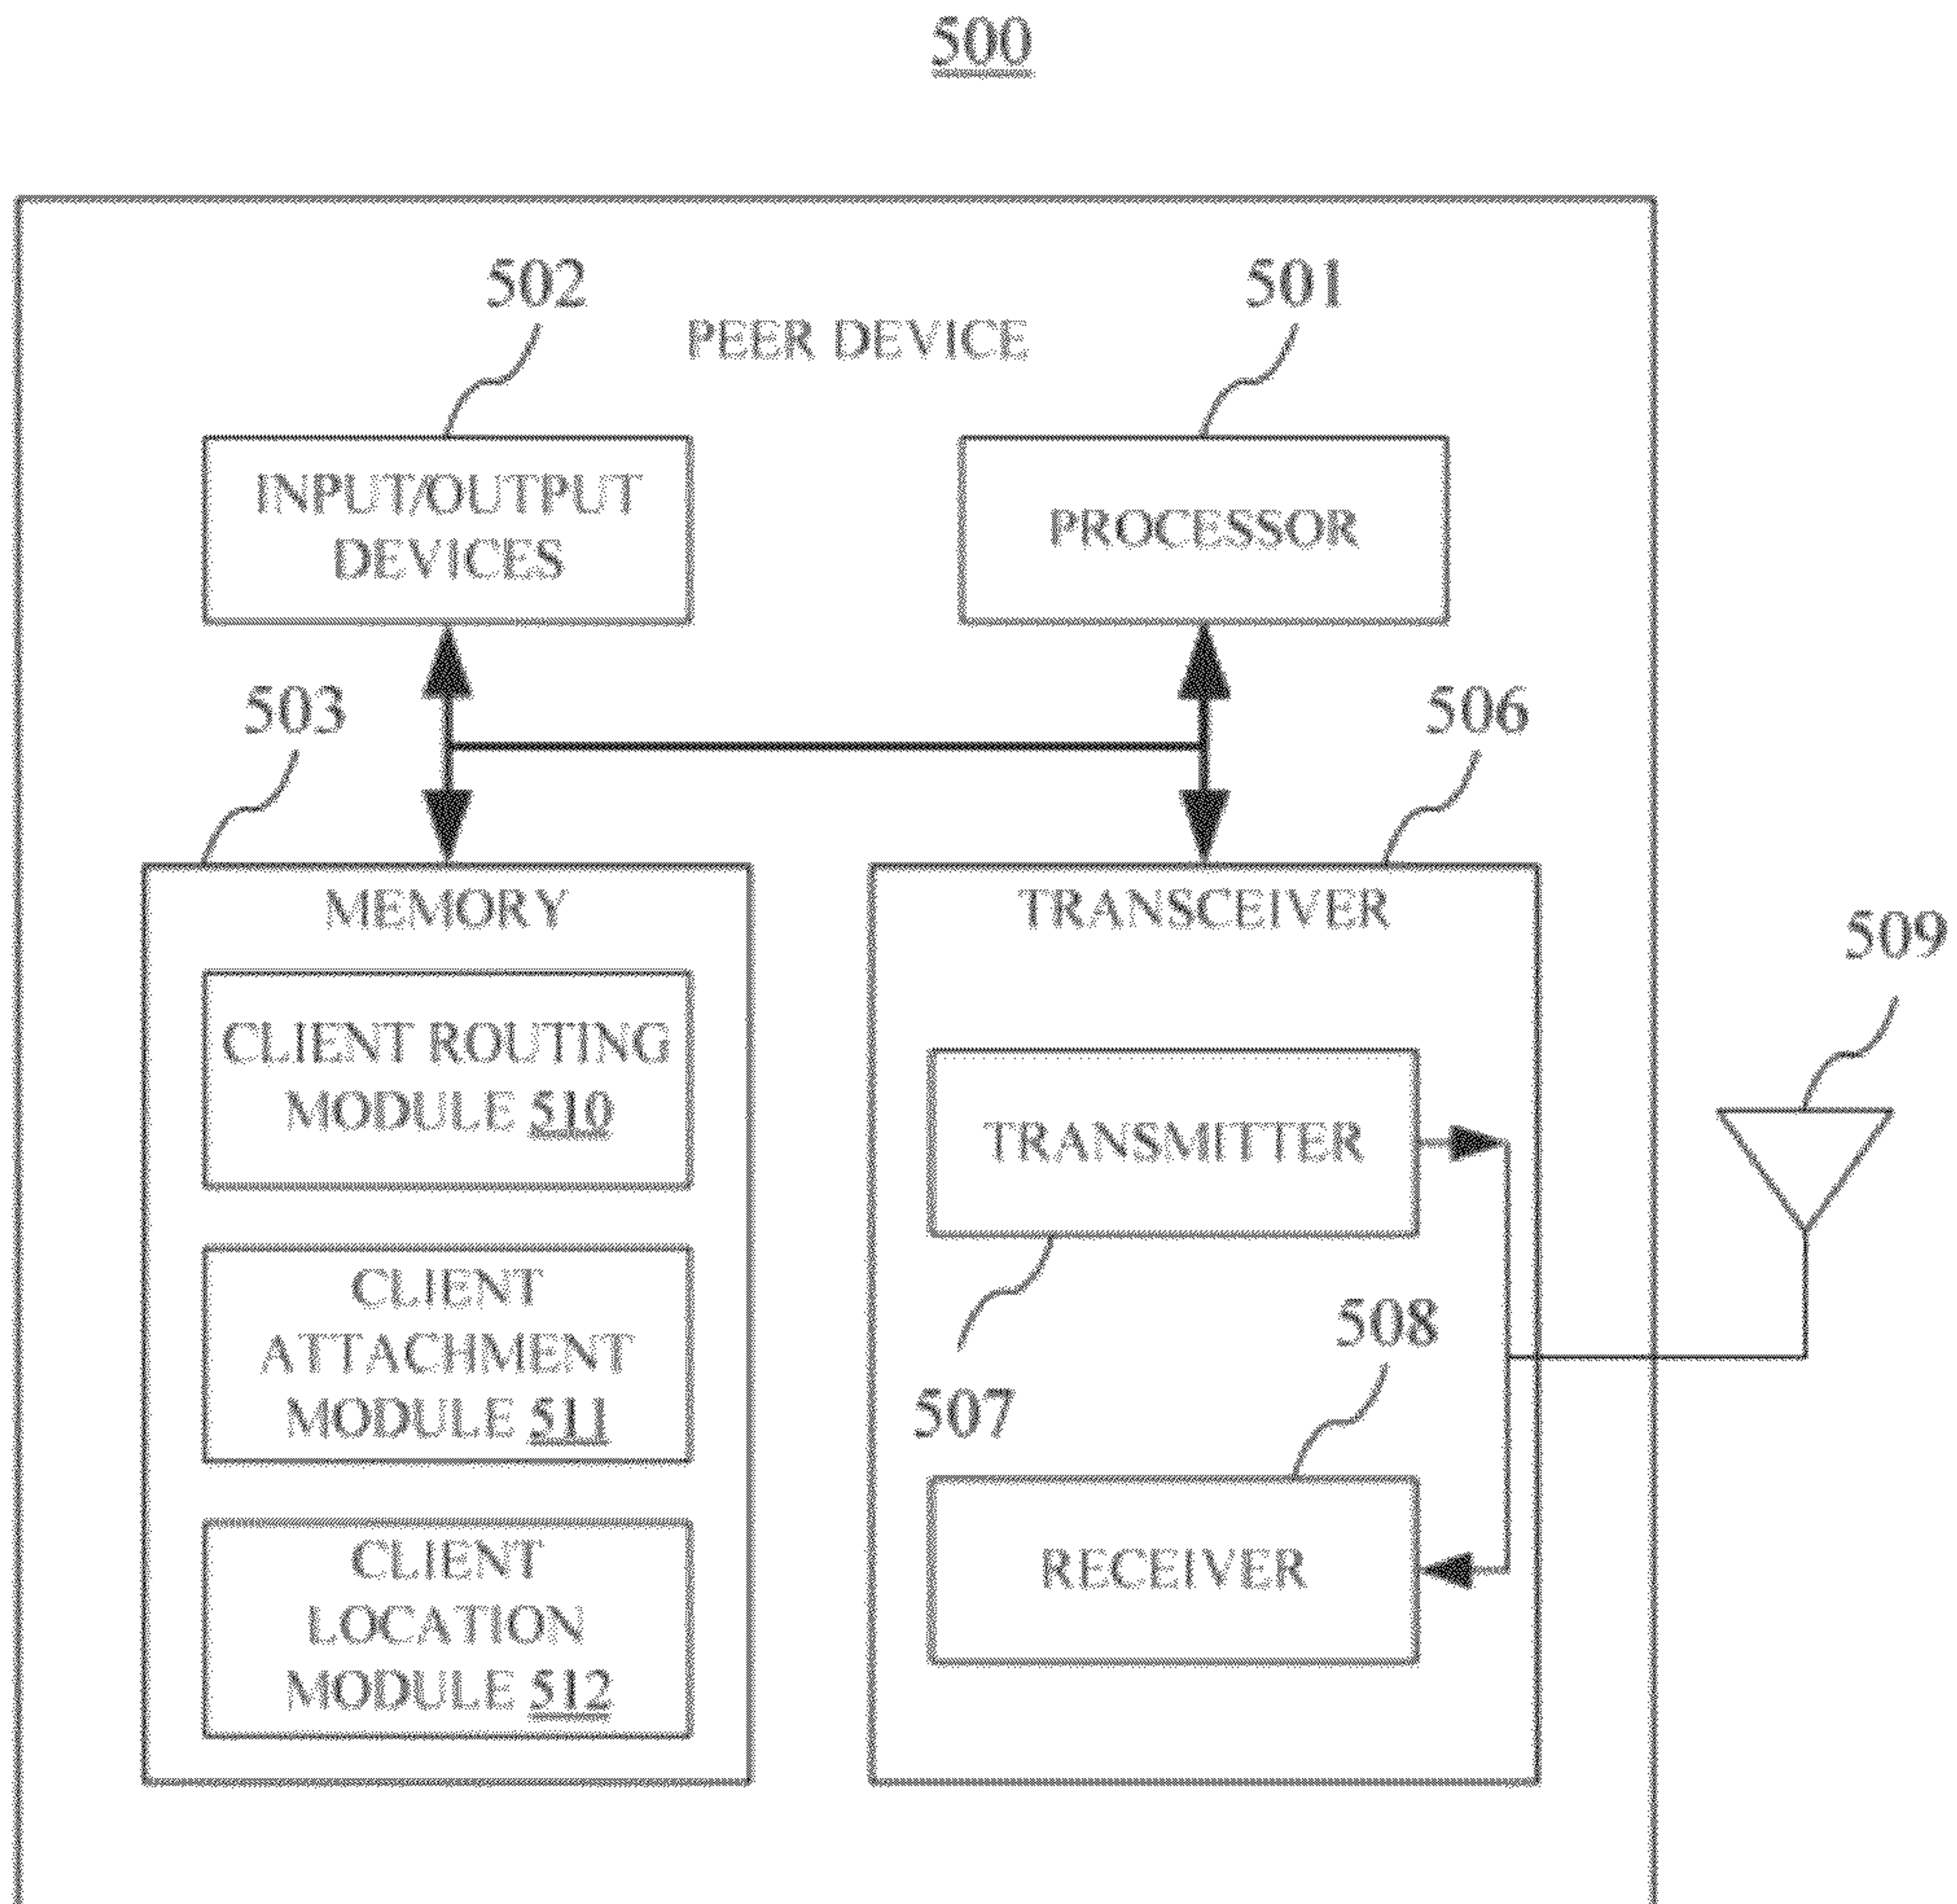 500
502
501
PEER DEVICE
INPUT/OUTPUT
DEVICES
PROCESSOR
503
506
MEMORY
TRANSCEIVER
509
CLIENT ROUTING
MODULE 510
TRANSMITTER
CLIENT
ATTACHMENT
MODULE 511
507
508
CLIENT
LOCATION
MODULE 512
RECEIVER